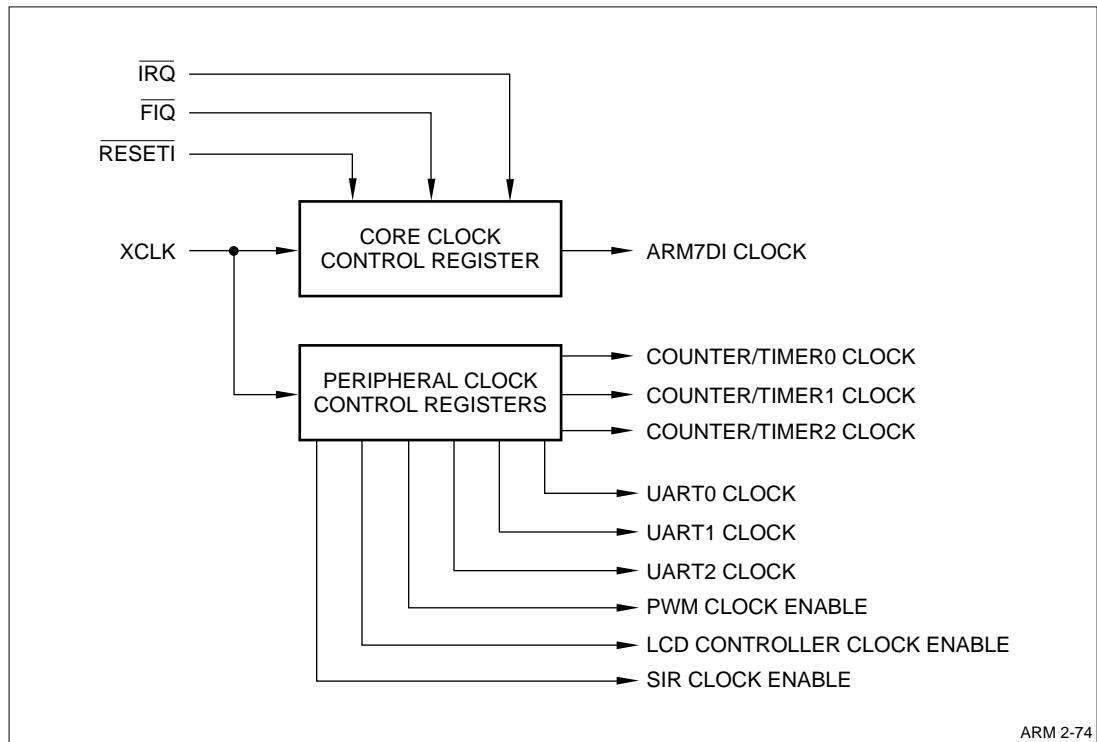 IRQ
FIQ
RESETI
XCLK
CORE CLOCK
CONTROL REGISTER
ARM7DI CLOCK
PERIPHERAL CLOCK
CONTROL REGISTERS
COUNTER/TIMER0 CLOCK
COUNTER/TIMER1 CLOCK
COUNTER/TIMER2 CLOCK
UART0 CLOCK
UART1 CLOCK
UART2 CLOCK
PWM CLOCK ENABLE
LCD CONTROLLER CLOCK ENABLE
SIR CLOCK ENABLE
ARM 2-74